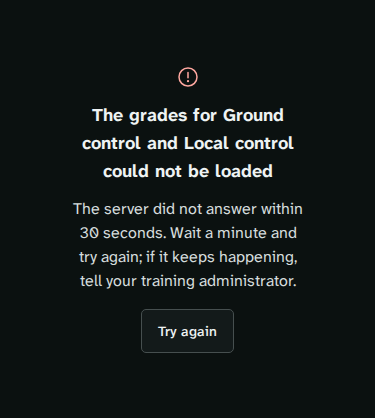 The grades for Ground
control and Local control
could not be loaded
The server did not answer within
30 seconds. Wait a minute and
try again; if it keeps happening,
tell your training administrator.
Try again